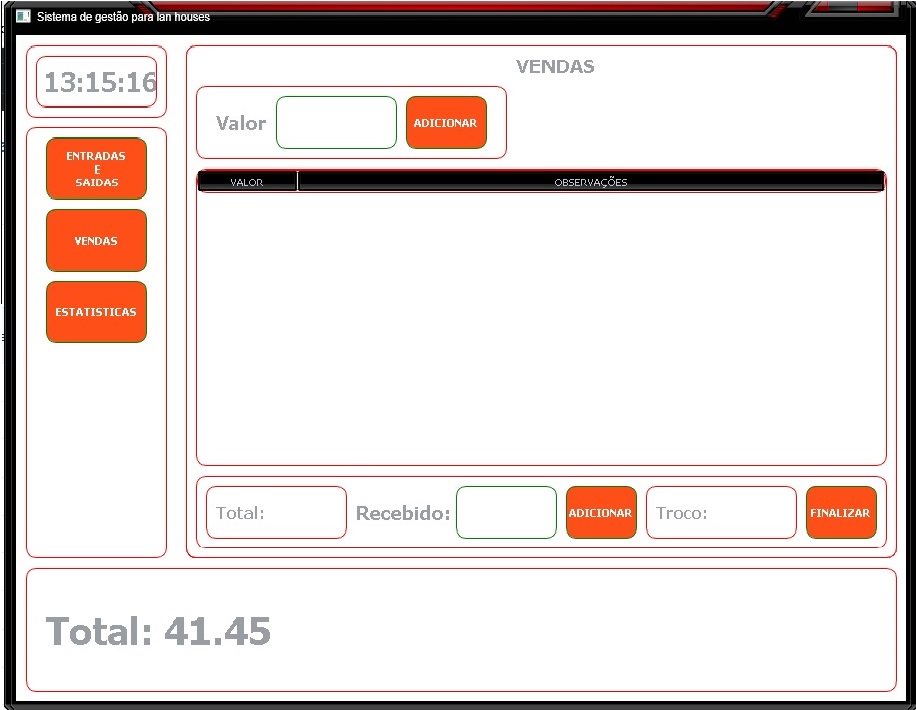 Sistema de gestão para lan houses
13:15:16
ENTRADAS
E
SAIDAS
VENDAS
ESTATISTICAS
VENDAS
Valor
ADICIONAR
VALOR OBSERVAÇÕES
Total: Recebido: ADICIONAR Troco: FINALIZAR
Total: 41.45